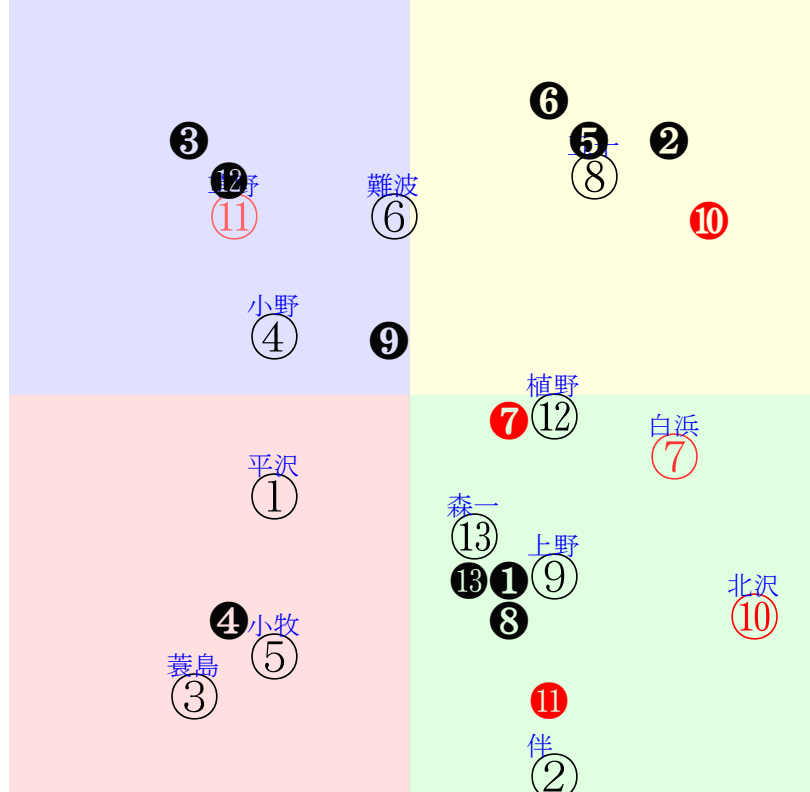 ❻
❸
❺
❷
⓬
野
難波
⑧
⑪
⑥
❿
小野
④
❾
植野
❼
⑫
白浜
⑦
平沢
①
森一
⑬
上野
⓭
❶
⑨
北沢
⑩
❹
小牧
❽
⑤
蓑島
③
⓫
伴
②